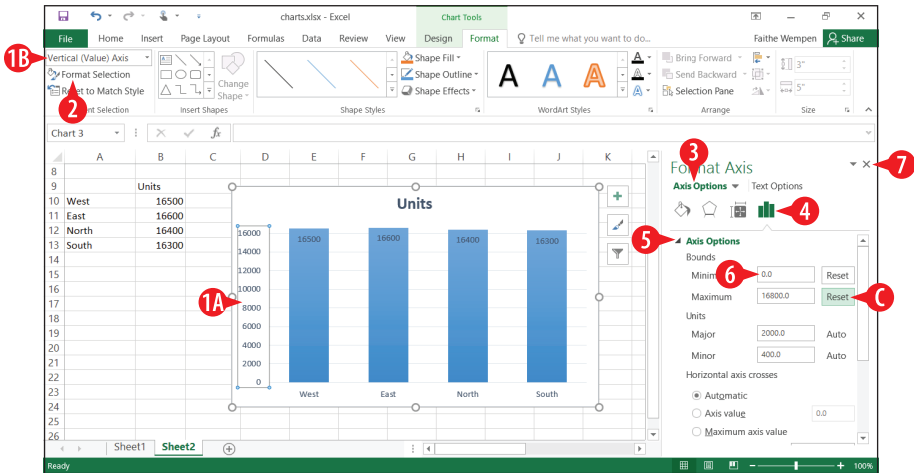 charts.xlsx - Excel
Chart Tools
File Home Insert Page Layout Formulas Data Review View Design Format Tell me what you want to do... Faithe Wempen Share
1B
Vertical (Value) Axis
Format Selection
Reset to Match Style
2
Current Selection
Change Shape
Insert Shapes
Shape Fill
Shape Outline
Shape Effects
Shape Styles
A A A
A
A
A
WordArt Styles
Bring Forward
Send Backward
Selection Pane
Arrange
3"
5"
Size
Chart 3
fx
A B C D E F G H I J K
8
9 Units
10 West 16500
11 East 16600
12 North 16400
13 South 16300
14
15
16
17
18
19
20
21
22
23
24
25
26
Units
16000
14000
12000
10000
8000
6000
4000
2000
0
16500 16600 16400 16300
West East North South
1A
3
Format Axis
7
Axis Options Text Options
4
5
Axis Options
Bounds
6
Minim 0.0 Reset
Maximum 16800.0 Reset
C
Units
Major 2000.0 Auto
Minor 400.0 Auto
Horizontal axis crosses
Automatic
Axis value 0.0
Maximum axis value
Sheet1 Sheet2
Ready
100%